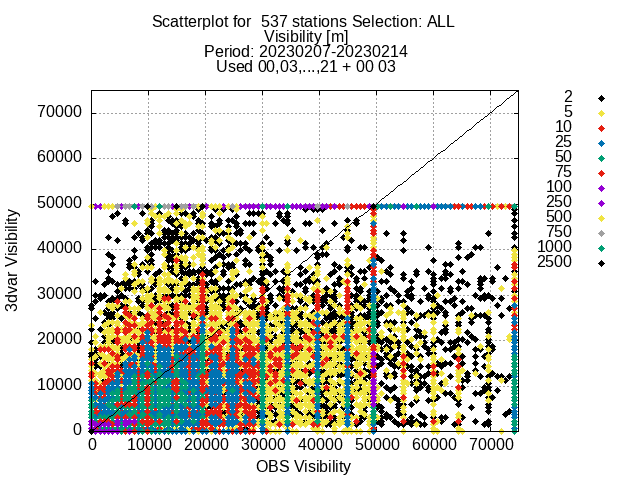 Scatterplot for  537 stations Selection: ALL
Visibility [m]
Period: 20230207-20230214
Used 00,03,...,21 + 00 03
2
5
10
25
50
75
100
250
500
750
1000
2500
70000
60000
50000
40000
30000
20000
10000
0
3dvar Visibility
0 10000 20000 30000 40000 50000 60000 70000
OBS Visibility